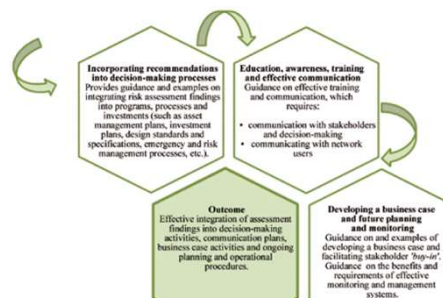 Incorporating recommendations
into decision-making processes
Provides guidance and examples on
integrating risk assessment findings
into programs, processes and
investments (such as asset
management plans, investment
plans, design standards and
specifications, emergency and risk
management processes, etc.).
Education, awareness, training
and effective communication
Guidance on effective training
and communication, which
requires:
• communication with stakeholders
and decision-making
• communicating with network
users
Outcome
Effective integration of assessment
findings into decision-making
activities, communication plans,
business case activities and ongoing
planning and operational
procedures.
Developing a business case
and future planning
and monitoring
Guidance on and examples of
developing a business case and
facilitating stakeholder 'buy-in'.
Guidance on the benefits and
requirements of effective
monitoring and management
systems.